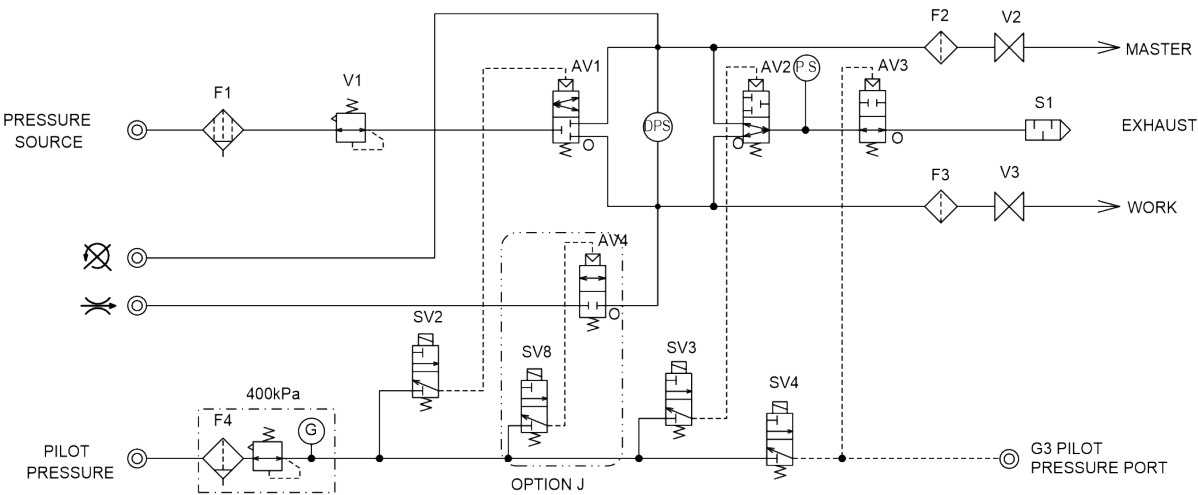 F2
V2
MASTER
AV1
AV2
P.S
AV3
V1
F1
S1
PRESSURE
SOURCE
DPS
EXHAUST
O
O
O
F3
V3
WORK
AV4
O
SV2
SV8
SV3
SV4
400kPa
F4
G
PILOT
PRESSURE
G3 PILOT
PRESSURE PORT
OPTION J